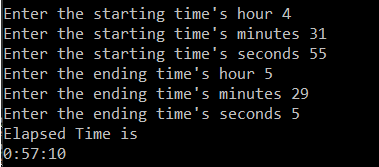 Enter the starting time's hour 4
Enter the starting time's minutes 31
Enter the starting time's seconds 55
Enter the ending time's hour 5
Enter the ending time's minutes 29
Enter the ending time's seconds 5
Elapsed Time is
0:57:10